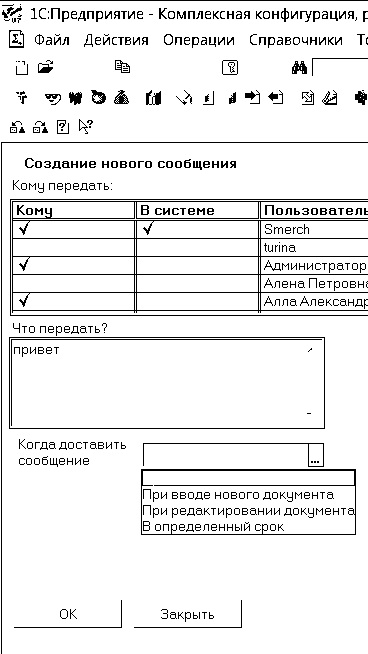 1С:Предприятие - Комплексная конфигурация, р
Файл Действия Операции Справочники То
Создание нового сообщения
Кому передать:
Кому В системе Пользователь
Smerch
turina
Администратор
Алена Петровна
Алла Александр
Что передать?
привет
Когда доставить
сообщение
...
При вводе нового документа
При редактировании документа
В определенный срок
ОК Закрыть